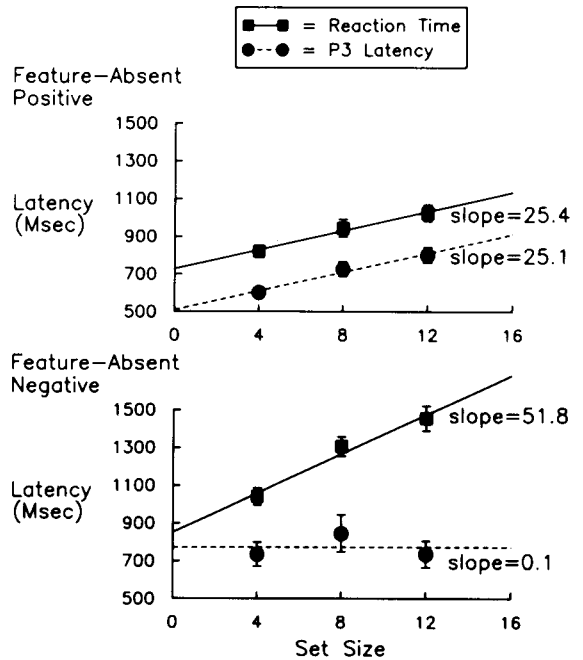 = Reaction Time
= P3 Latency
Feature-Absent
Positive
1500
1300
Latency
(Msec)
1100
900
700
500
slope=25.4
slope=25.1
0 4 8 12 16
Feature-Absent
Negative
1500
1300
Latency
(Msec)
1100
900
700
500
slope=51.8
slope=0.1
0 4 8 12 16
Set Size